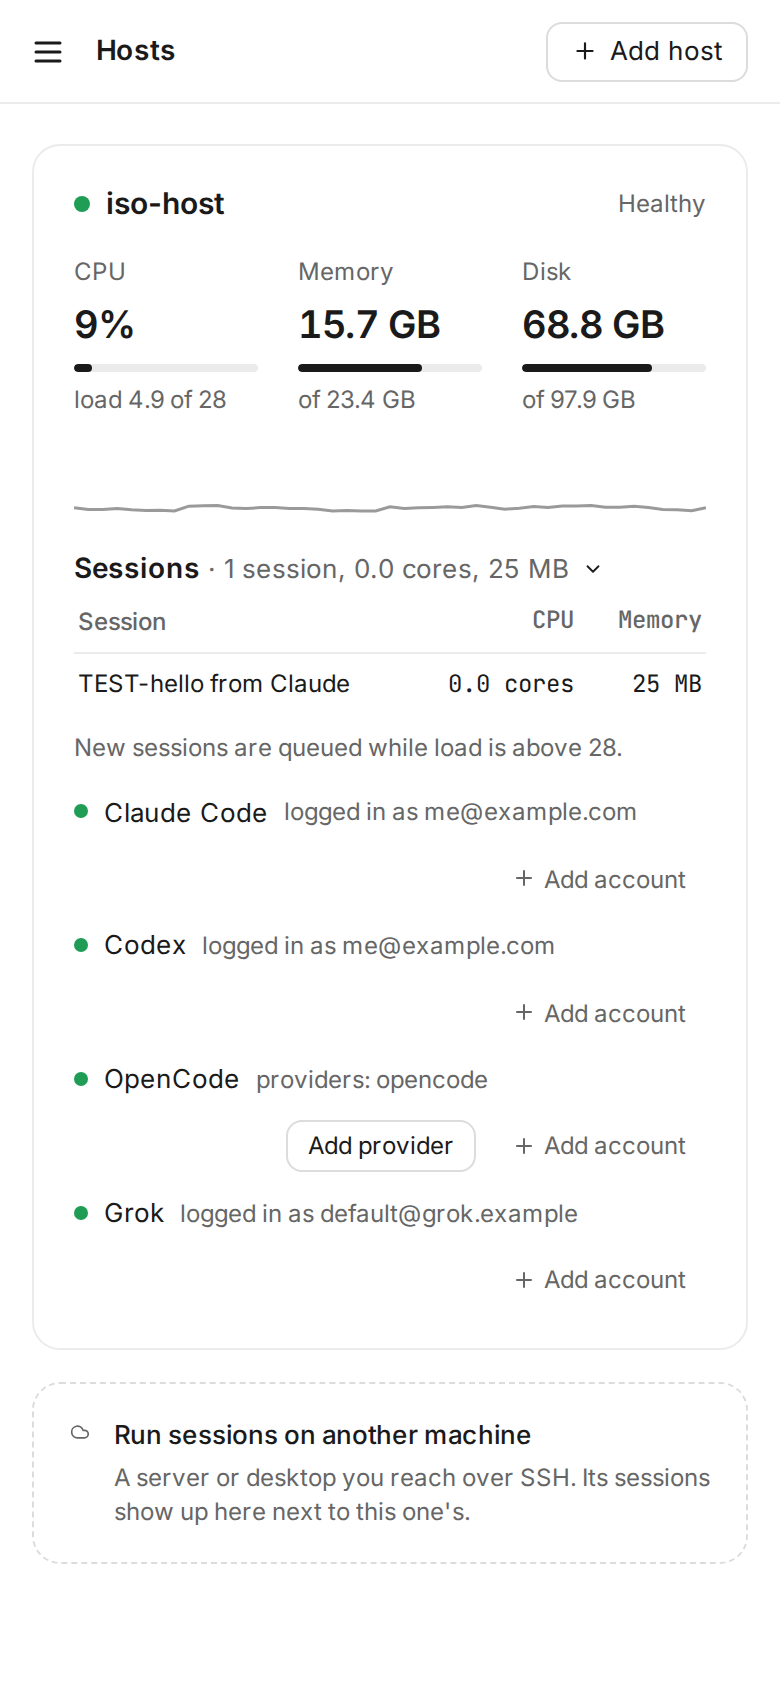 Hosts
+ Add host
iso-host
Healthy
CPU
Memory
Disk
9%
15.7 GB
68.8 GB
load 4.9 of 28
of 23.4 GB
of 97.9 GB
Sessions · 1 session, 0.0 cores, 25 MB
Session CPU Memory
TEST-hello from Claude 0.0 cores 25 MB
New sessions are queued while load is above 28.
Claude Code logged in as me@example.com
+ Add account
Codex logged in as me@example.com
+ Add account
OpenCode providers: opencode
Add provider
+ Add account
Grok logged in as default@grok.example
+ Add account
Run sessions on another machine
A server or desktop you reach over SSH. Its sessions
show up here next to this one's.